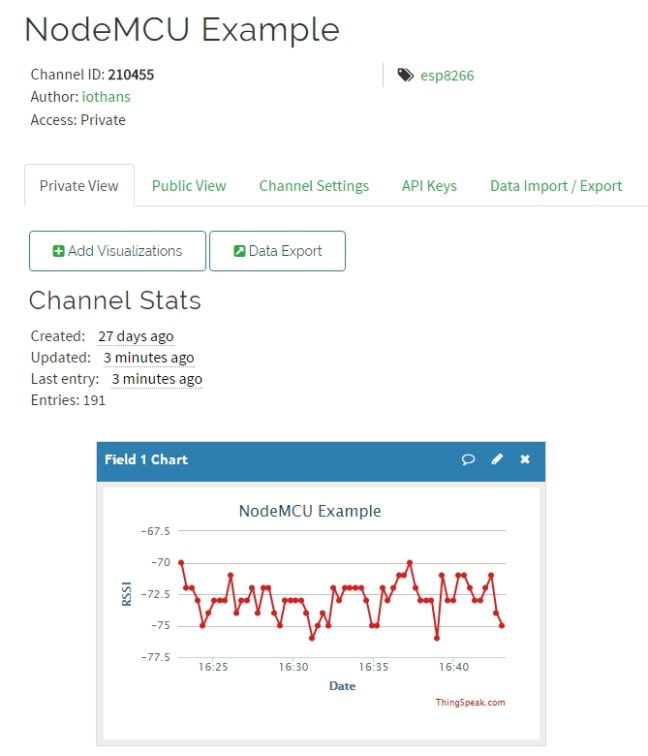 NodeMCU Example
Channel ID: 210455
esp8266
Author: iothans
Access: Private
Private View
Public View
Channel Settings
API Keys
Data Import / Export
Add Visualizations
Data Export
Channel Stats
Created: 27 days ago
Updated: 3 minutes ago
Last entry: 3 minutes ago
Entries: 191
Field 1 Chart
NodeMCU Example
-67.5
-70
-72.5
-75
-77.5
RSSI
16:25
16:30
16:35
16:40
Date
ThingSpeak.com